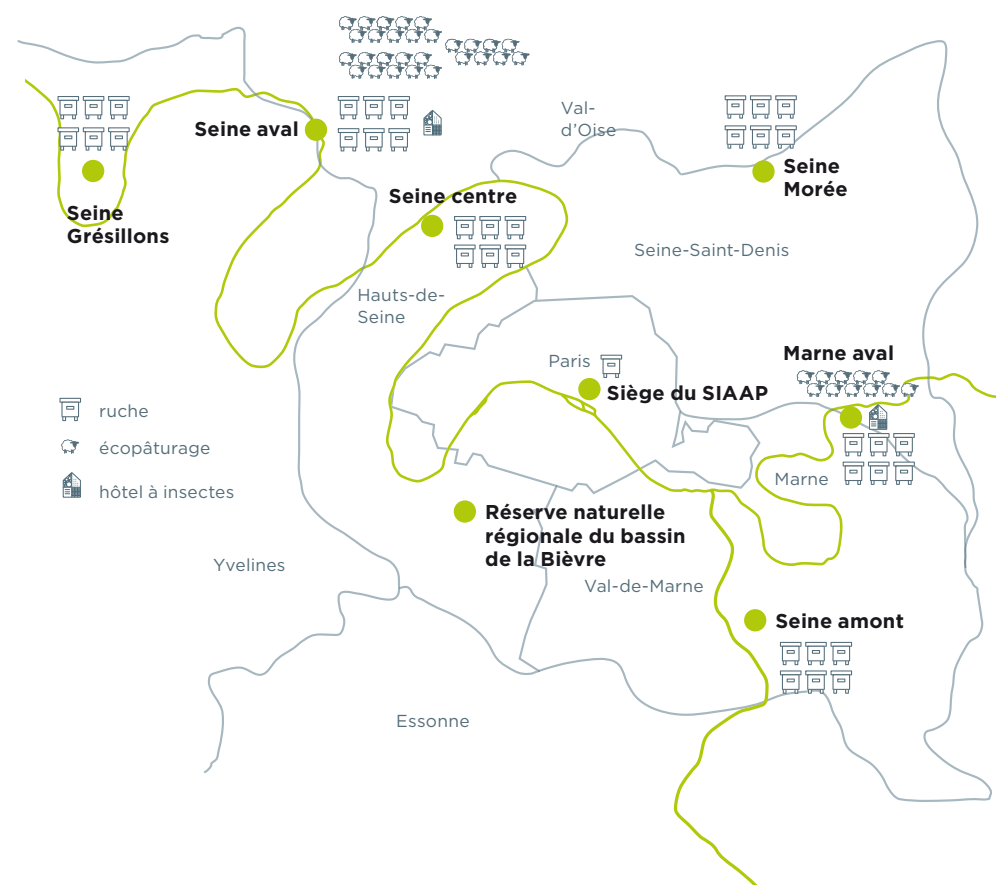 Val-
d'Oise
Seine aval
Seine
Morée
Seine centre
Seine
Grésillons
Seine-Saint-Denis
Hauts-de-
Seine
Marne aval
Paris
Siège du SIAAP
ruche
écopâturage
hôtel à insectes
Marne
Réserve naturelle
régionale du bassin
de la Bièvre
Yvelines
Val-de-Marne
Seine amont
Essonne